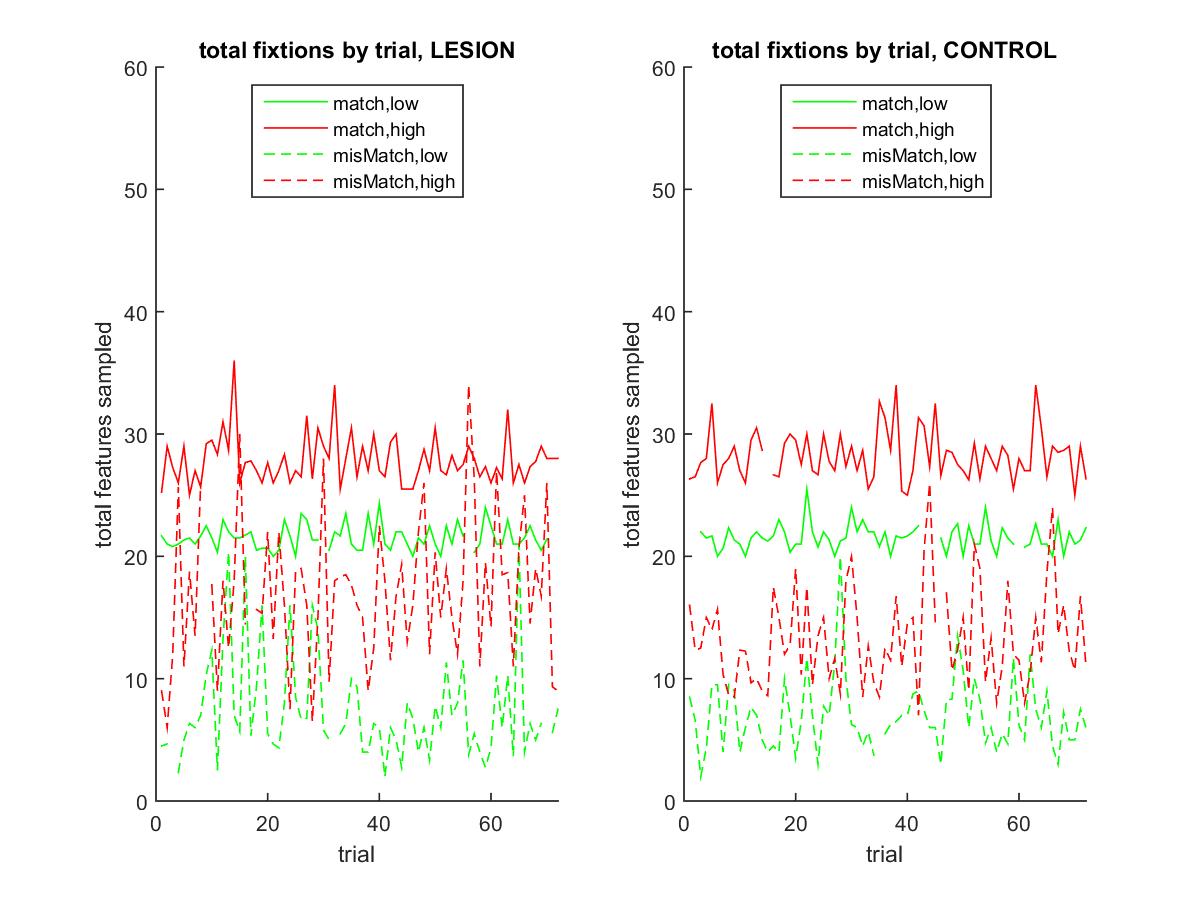 total fixtions by trial, LESION
match,low
match,high
misMatch,low
misMatch,high
60
50
40
30
20
10
0
total features sampled
0 20 40 60
trial
total fixtions by trial, CONTROL
match,low
match,high
misMatch,low
misMatch,high
60
50
40
30
20
10
0
total features sampled
0 20 40 60
trial